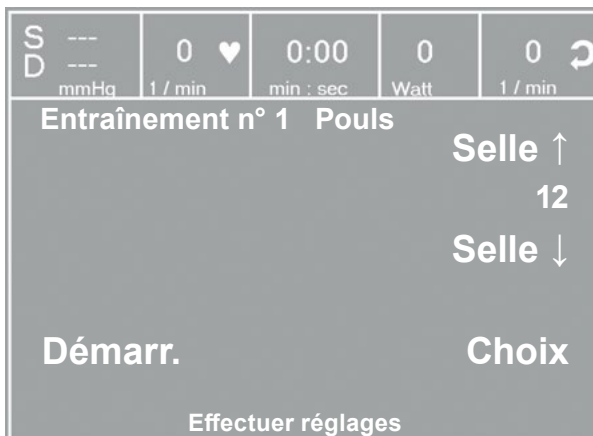 S ---
D ---
mmHg
0 ♥
1 / min
0:00
min : sec
0
Watt
0
1 / min
Entraînement n° 1 Pouls
Selle ↑
12
Selle ↓
Démarr. Choix
Effectuer réglages